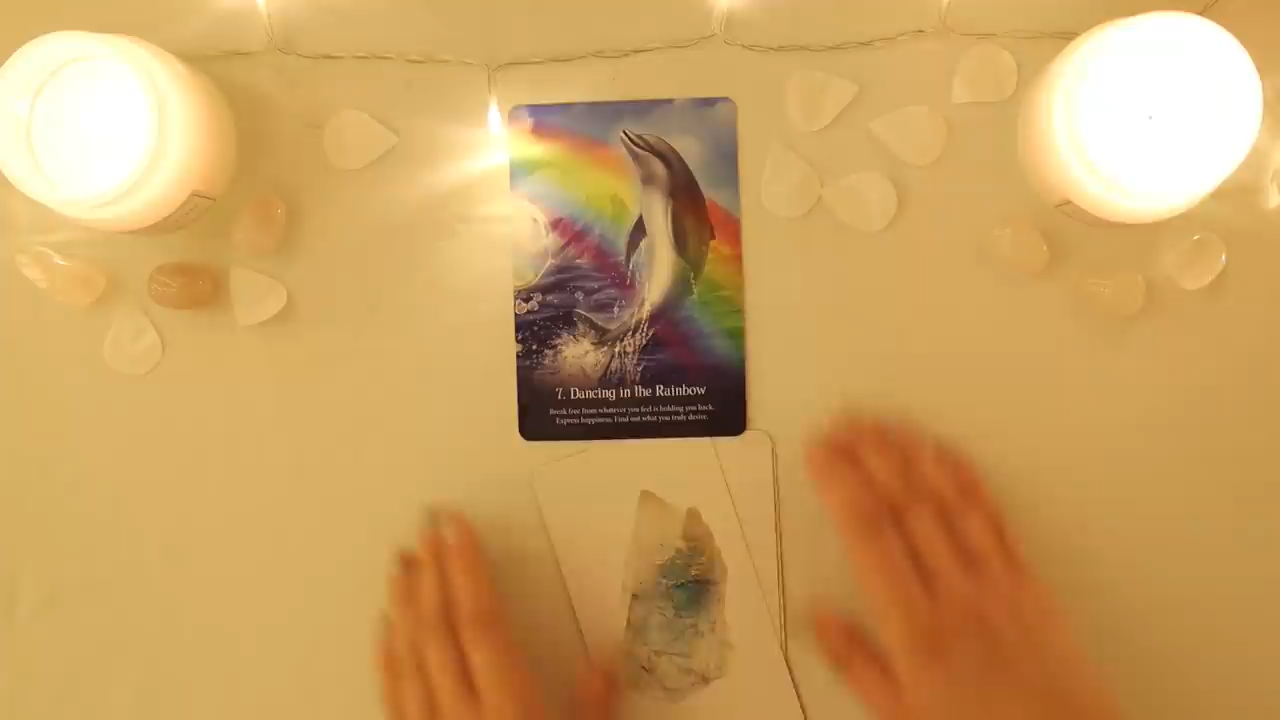 7. Dancing in the Rainbow
Break free from whatever you feel is holding you back.
Express happiness. Find out what you truly desire.